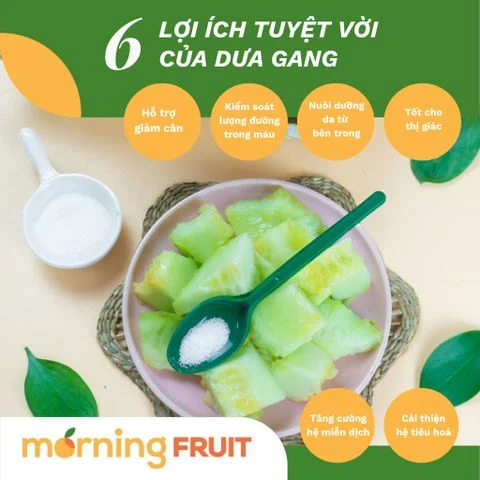 6 LỢI ÍCH TUYỆT VỜI
CỦA DƯA GANG
Hỗ trợ
giảm cân
Kiểm soát
lượng đường
trong máu
Nuôi dưỡng
da từ
bên trong
Tốt cho
thị giác
Tăng cường
hệ miễn dịch
Cải thiện
hệ tiêu hoá
morning FRUIT